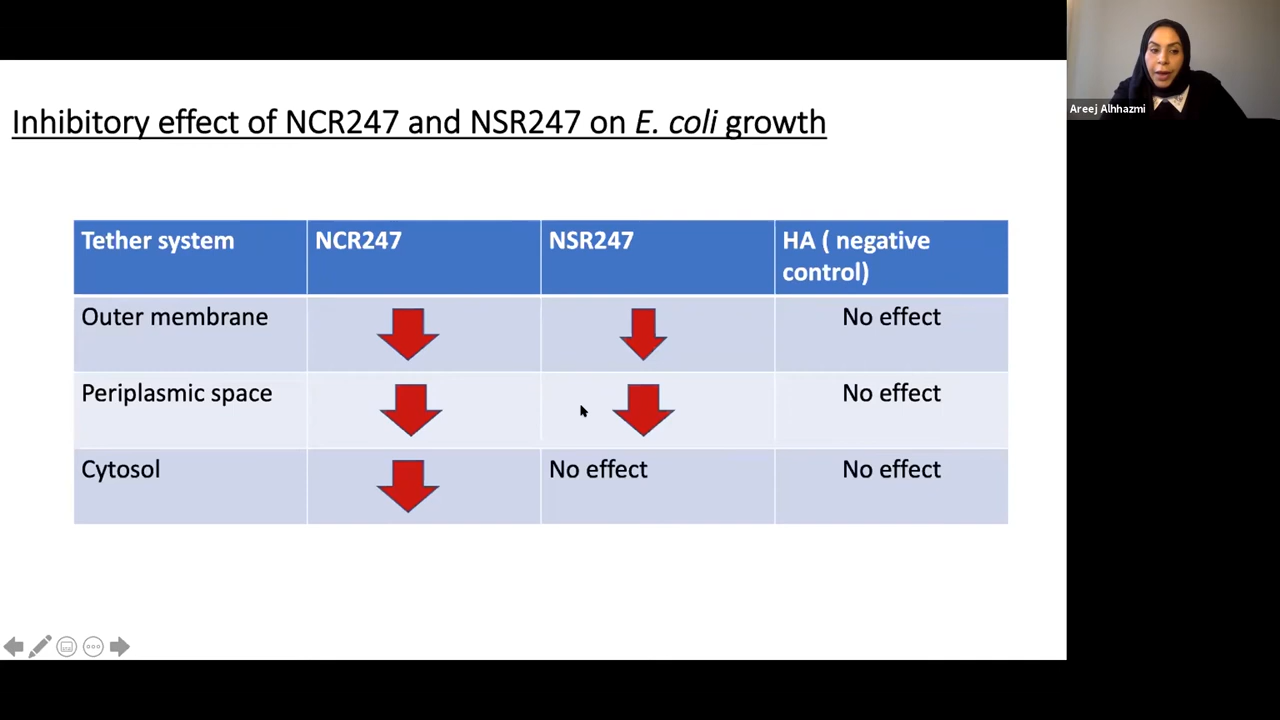 Inhibitory effect of NCR247 and NSR247 on E. coli growth
Areej Alhhazmi
Tether system
NCR247
NSR247
HA ( negative
control)
Outer membrane
No effect
Periplasmic space
No effect
Cytosol
No effect
No effect